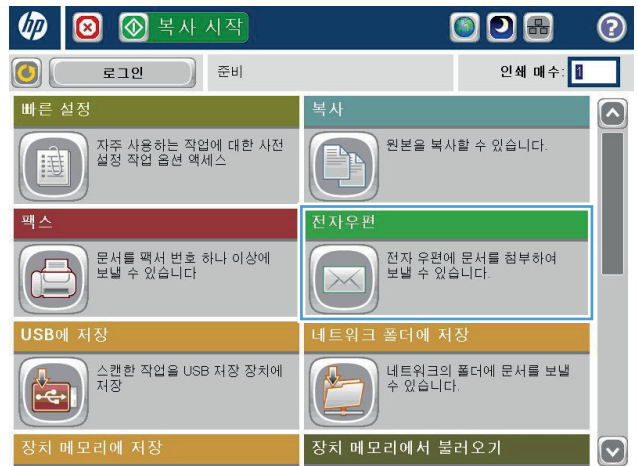 hp 복사 시작 ?
로그인 준비 인쇄 매수: 1
빠른 설정
자주 사용하는 작업에 대한 사전
설정 작업 옵션 액세스
복사
원본을 복사할 수 있습니다.
팩스
문서를 팩서 번호 하나 이상에
보낼 수 있습니다
전자우편
전자 우편에 문서를 첨부하여
보낼 수 있습니다.
USB에 저장
스캔한 작업을 USB 저장 장치에
저장
네트워크 폴더에 저장
네트워크의 폴더에 문서를 보낼
수 있습니다.
장치 메모리에 저장
장치 메모리에서 불러오기